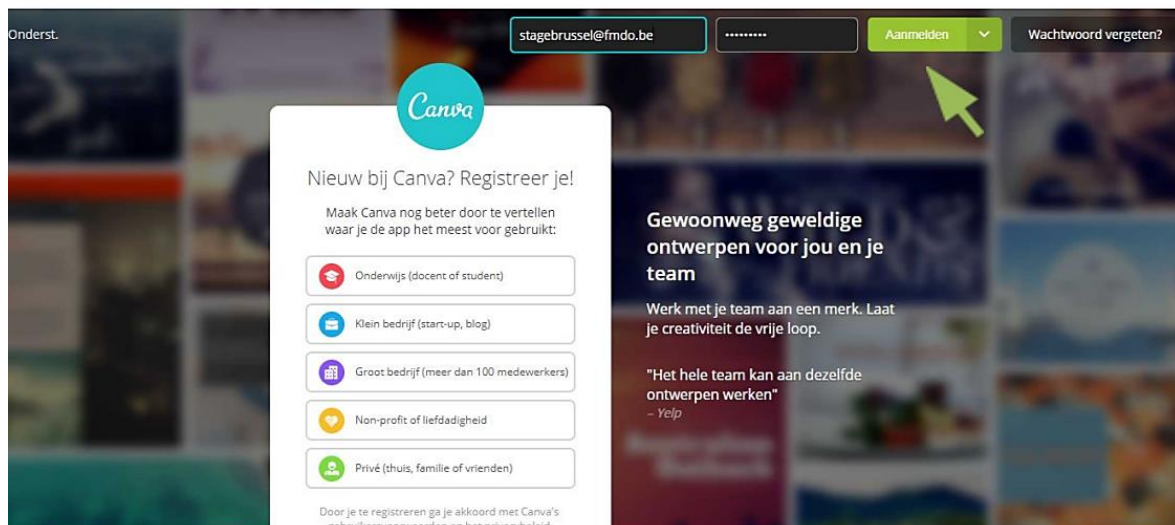 Onderst.
stagebrussel@fmdo.be
•••••••••
Aanmelden
Wachtwoord vergeten?
Canva
Nieuw bij Canva? Registreer je!
Maak Canva nog beter door te vertellen
waar je de app het meest voor gebruikt:
Onderwijs (docent of student)
Klein bedrijf (start-up, blog)
Groot bedrijf (meer dan 100 medewerkers)
Non-profit of liefdadigheid
Privé (thuis, familie of vrienden)
Door je te registreren ga je akkoord met Canva's
Gewoonweg geweldige
ontwerpen voor jou en je
team
Werk met je team aan een merk. Laat
je creativiteit de vrije loop.
"Het hele team kan aan dezelfde
ontwerpen werken"
– Yelp